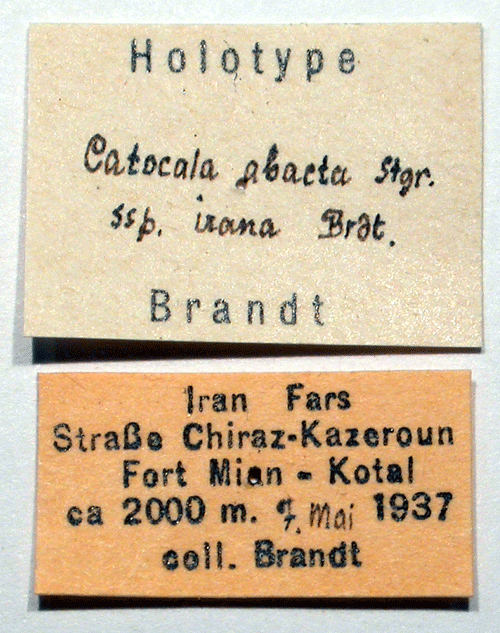 Holotype
Catocala abacta Stgr.
ssp. irana Brdt.
Brandt
Iran Fars
Straße Chiraz-Kazeroun
Fort Mian - Kotal
ca 2000 m. Mai 1937
coll. Brandt